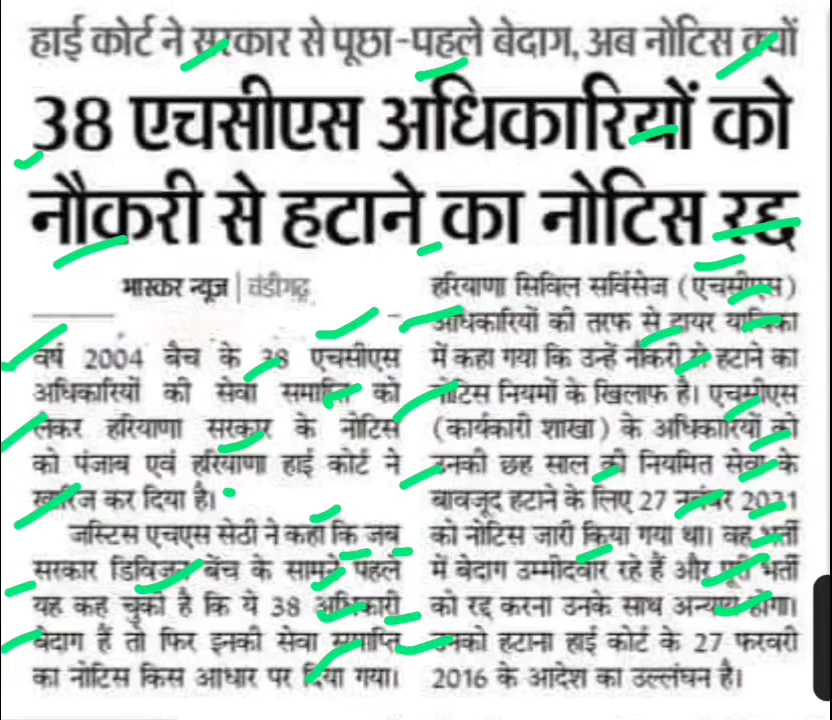 हाई कोर्ट ने सरकार से पूछा-पहले बेदाग, अब नोटिस क्यों
38 एचसीएस अधिकारियों को
नौकरी से हटाने का नोटिस रद्द
भास्कर न्यूज | चंडीगढ़
वर्ष 2004 बैच के 38 एचसीएस
अधिकारियों की सेवा समाप्ति को
लेकर हरियाणा सरकार के नोटिस
को पंजाब एवं हरियाणा हाई कोर्ट ने
खारिज कर दिया है।
जस्टिस एचएस सेठी ने कहा कि जब
सरकार डिविजन बेंच के सामने पहले
यह कह चुकी है कि ये 38 अधिकारी
बेदाग हैं तो फिर इनकी सेवा समाप्ति
का नोटिस किस आधार पर दिया गया।
हरियाणा सिविल सर्विसेज (एचसीएस)
अधिकारियों की तरफ से दायर याचिका
में कहा गया कि उन्हें नौकरी से हटाने का
नोटिस नियमों के खिलाफ है। एचसीएस
(कार्यकारी शाखा) के अधिकारियों को
उनकी छह साल की नियमित सेवा के
बावजूद हटाने के लिए 27 नवंबर 2021
को नोटिस जारी किया गया था। वह भर्ती
में बेदाग उम्मीदवार रहे हैं और पूरी भर्ती
को रद्द करना उनके साथ अन्याय होगा।
उनको हटाना हाई कोर्ट के 27 फरवरी
2016 के आदेश का उल्लंघन है।